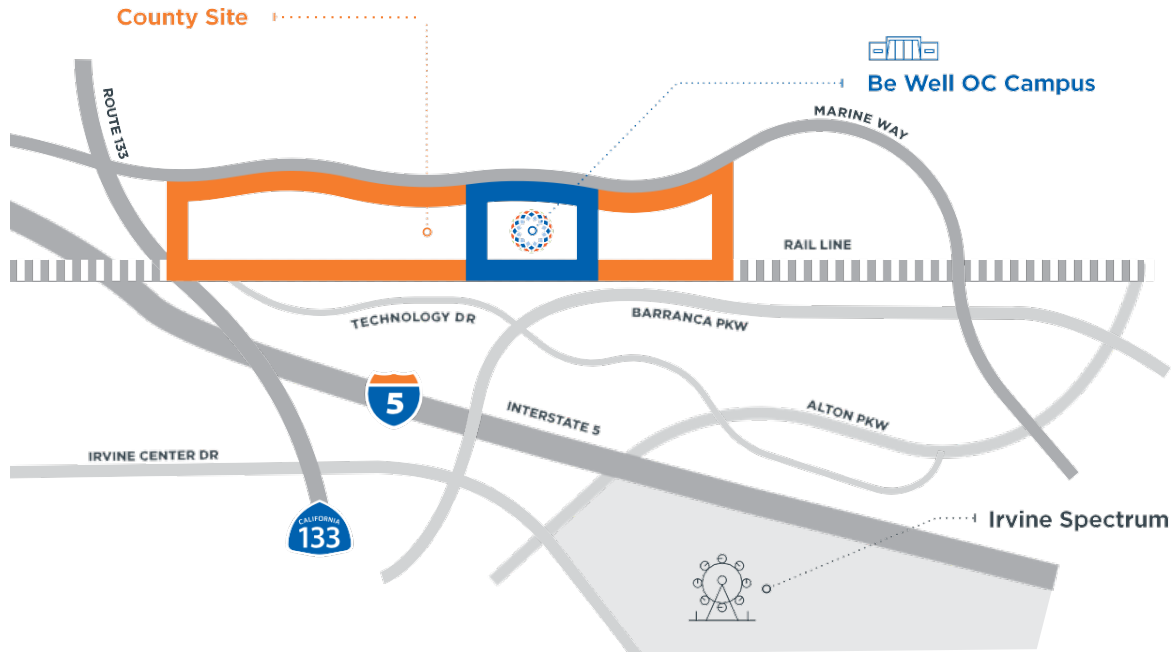 County Site
Be Well OC Campus
ROUTE 133
MARINE WAY
RAIL LINE
TECHNOLOGY DR
BARRANCA PKW
5
INTERSTATE 5
ALTON PKW
IRVINE CENTER DR
CALIFORNIA
133
Irvine Spectrum